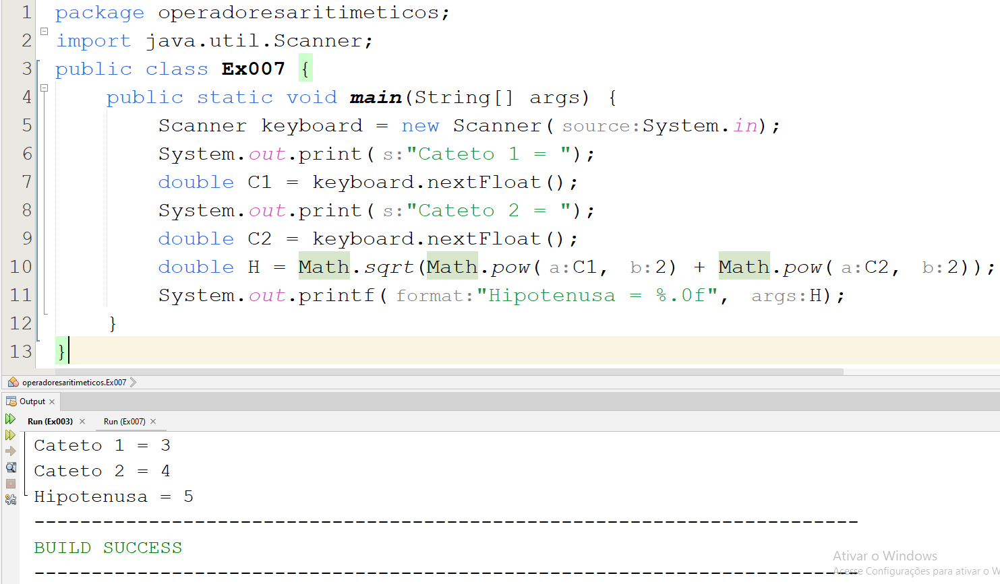 1 package operadoresaritimeticos;
2 import java.util.Scanner;
3 public class Ex007 {
4 public static void main(String[] args) {
5 Scanner keyboard = new Scanner( source:System.in);
6 System.out.print( s:"Cateto 1 = ");
7 double C1 = keyboard.nextFloat();
8 System.out.print( s:"Cateto 2 = ");
9 double C2 = keyboard.nextFloat();
10 double H = Math.sqrt(Math.pow( a:C1, b:2) + Math.pow( a:C2, b:2));
11 System.out.printf( format:"Hipotenusa = %.0f", args:H);
12 }
13 }
operadoresaritimeticos.Ex007
Output ×
Run (Ex003) × Run (Ex007) ×
Cateto 1 = 3
Cateto 2 = 4
Hipotenusa = 5
------------------------------------------------------------------------
BUILD SUCCESS
------------------------------------------------------------------------
Ativar o Windows
Acesse Configurações para ativar o W